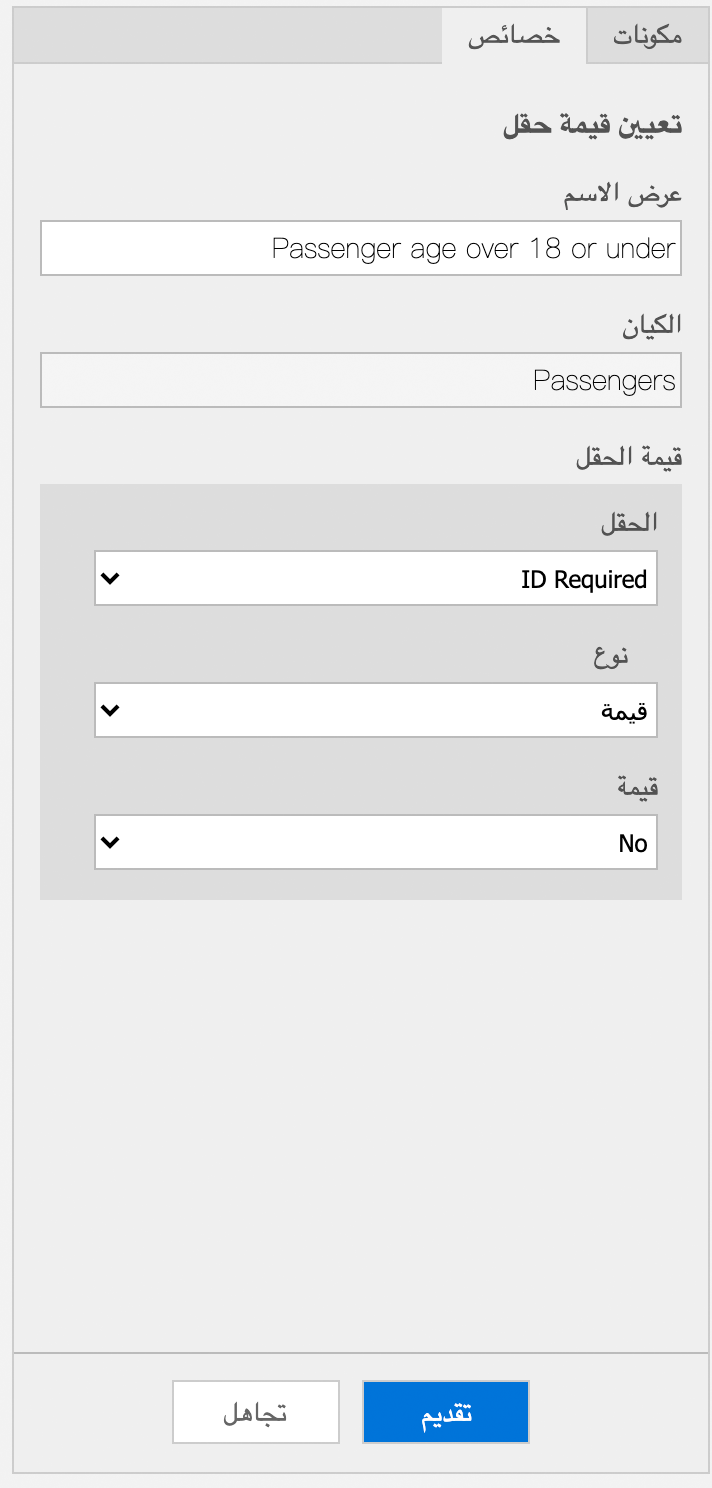 مكونات
خصائص
تعيين قيمة حقل
عرض الاسم
Passenger age over 18 or under
الكيان
Passengers
قيمة الحقل
الحقل
ID Required
نوع
قيمة
قيمة
No
تقديم
تجاهل